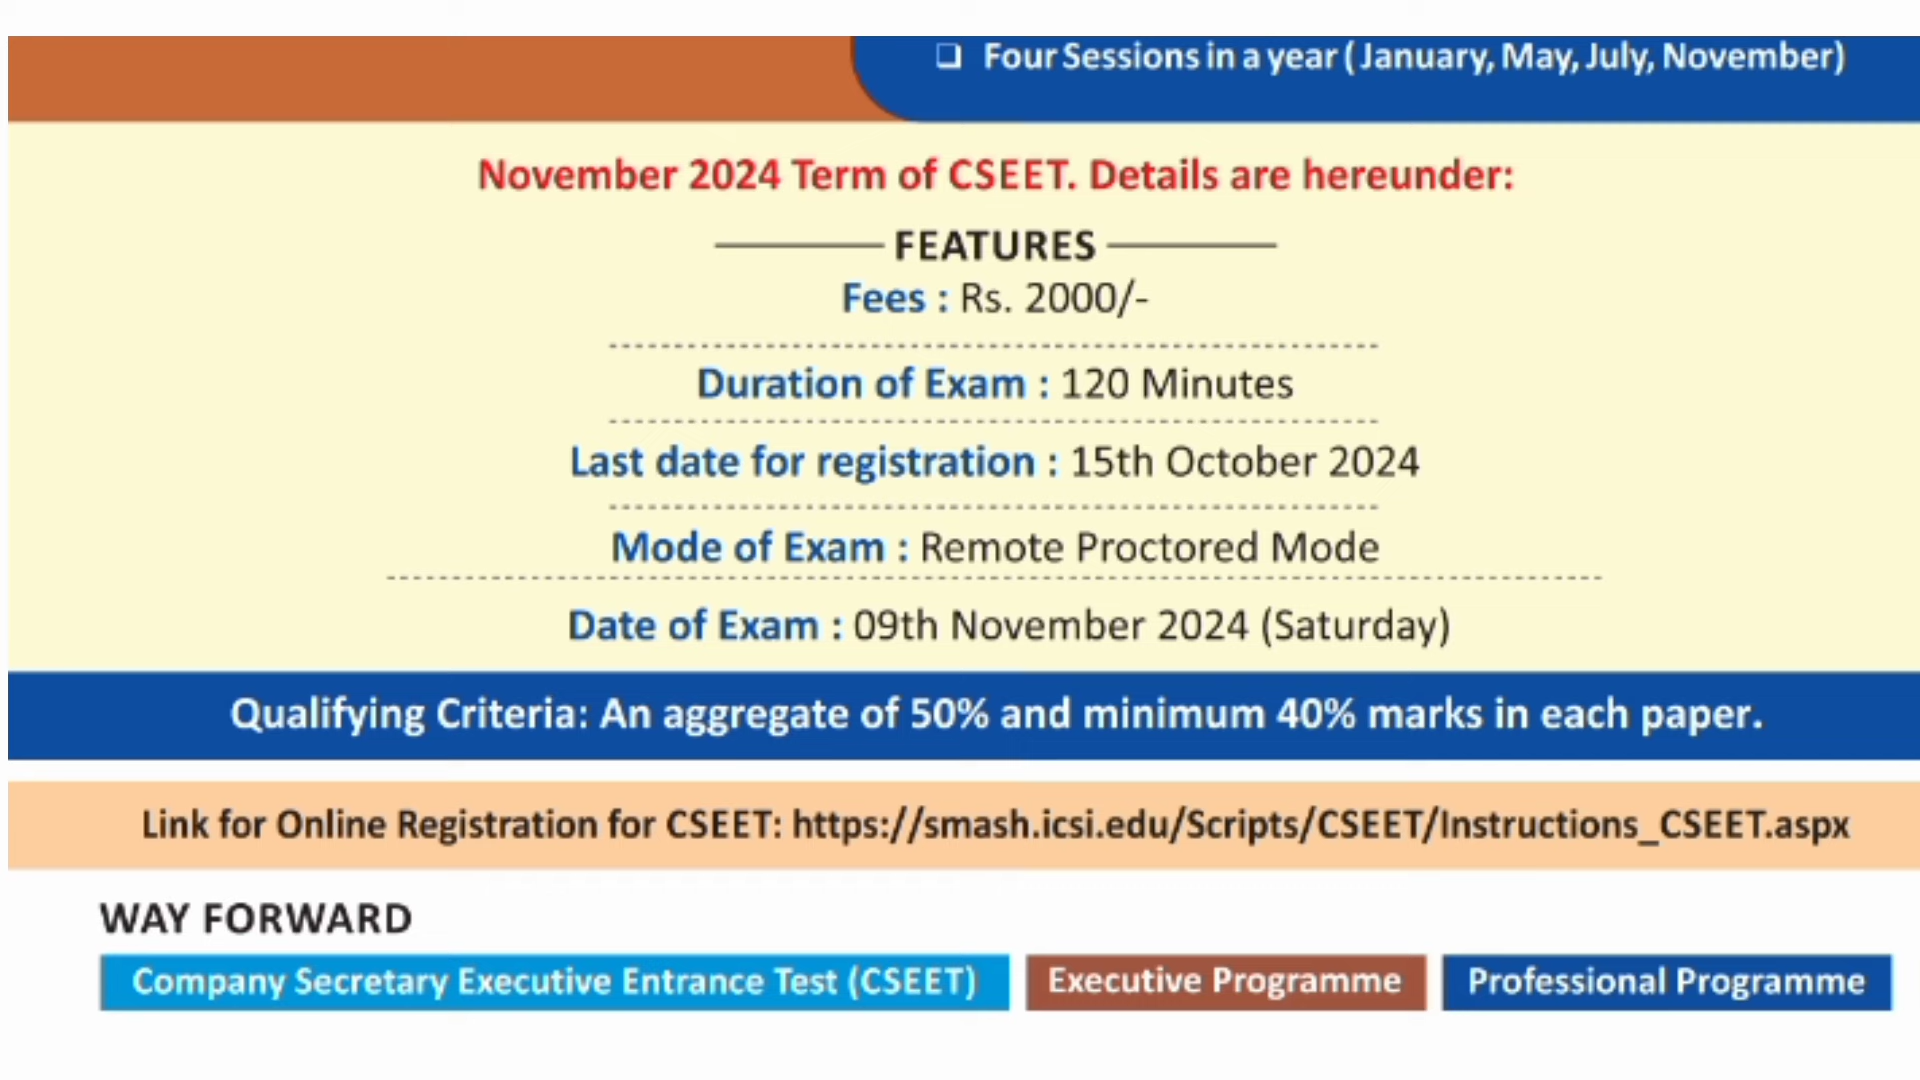 ❑ Four Sessions in a year (January, May, July, November)
November 2024 Term of CSEET. Details are hereunder:
FEATURES
Fees : Rs. 2000/-
Duration of Exam : 120 Minutes
Last date for registration : 15th October 2024
Mode of Exam : Remote Proctored Mode
Date of Exam : 09th November 2024 (Saturday)
Qualifying Criteria: An aggregate of 50% and minimum 40% marks in each paper.
Link for Online Registration for CSEET: https://smash.icsi.edu/Scripts/CSEET/Instructions_CSEET.aspx
WAY FORWARD
Company Secretary Executive Entrance Test (CSEET) Executive Programme Professional Programme